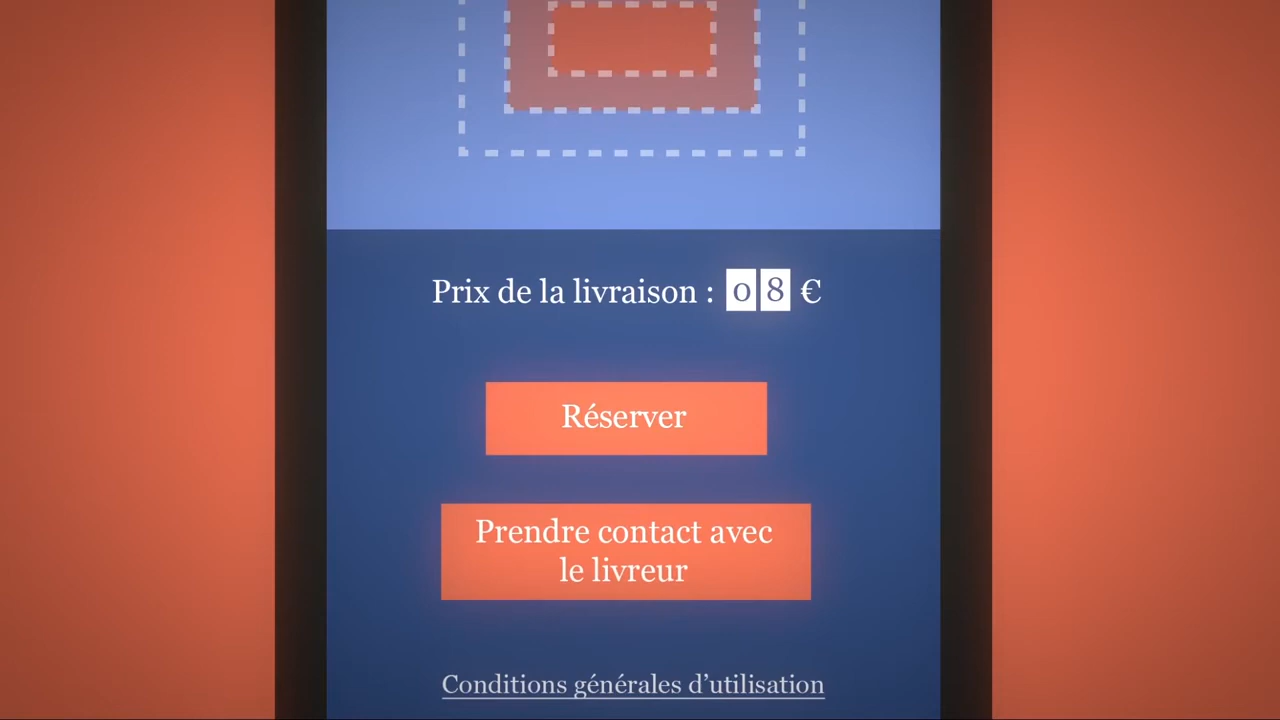 Prix de la livraison : 08 €
Réserver
Prendre contact avec
le livreur
Conditions générales d’utilisation